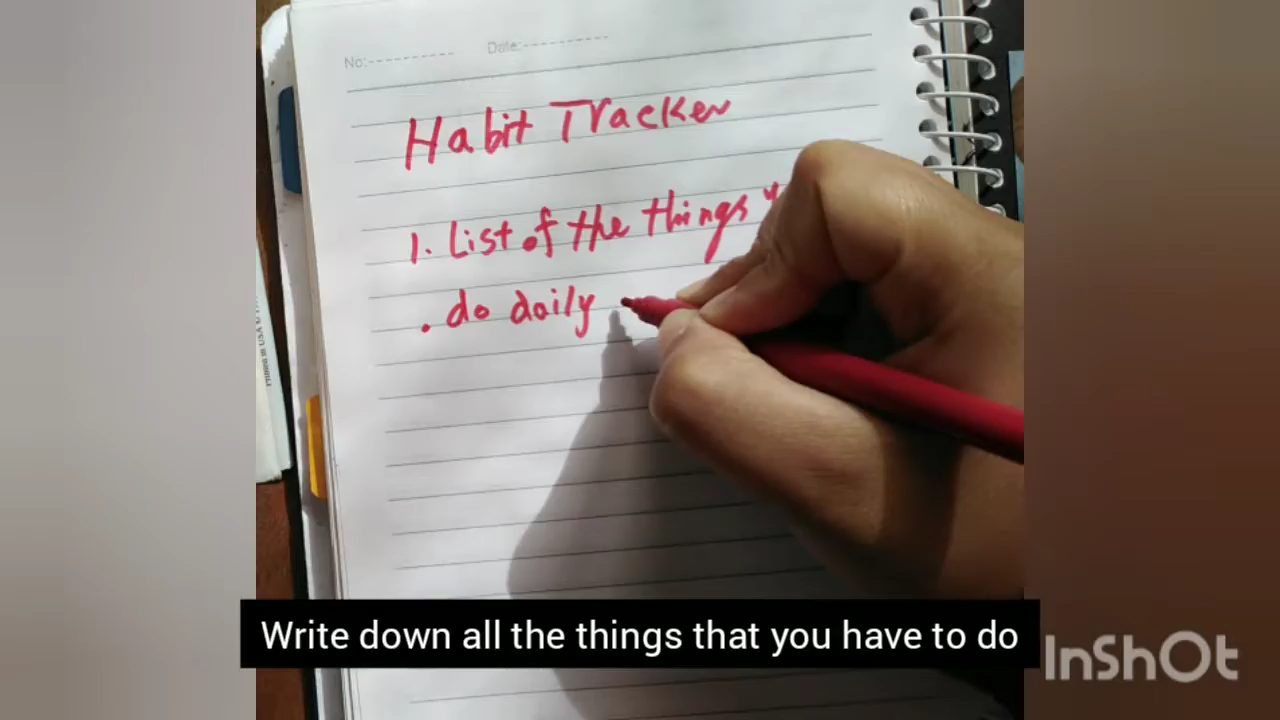 No:----------- Date:-----------
Habit Tracker
1. List of the things
. do daily
Write down all the things that you have to do
InShOt